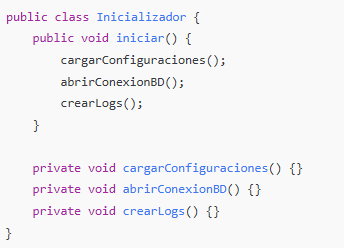 public class Inicializador {
    public void iniciar() {
        cargarConfiguraciones();
        abrirConexionBD();
        crearLogs();
    }

    private void cargarConfiguraciones() {}
    private void abrirConexionBD() {}
    private void crearLogs() {}
}